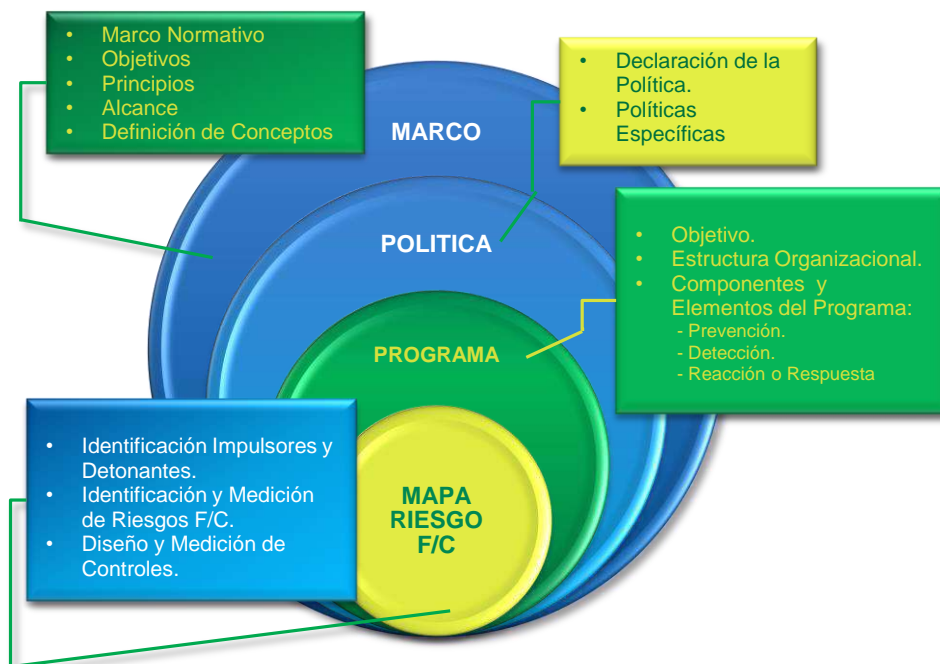 • Marco Normativo
• Objetivos
• Principios
• Alcance
• Definición de Conceptos
• Declaración de la
Política.
• Políticas
Específicas
MARCO
POLITICA
• Objetivo.
• Estructura Organizacional.
• Componentes y
Elementos del Programa:
- Prevención.
- Detección.
- Reacción o Respuesta
PROGRAMA
• Identificación Impulsores y
Detonantes.
• Identificación y Medición
de Riesgos F/C.
• Diseño y Medición de
Controles.
MAPA
RIESGO
F/C